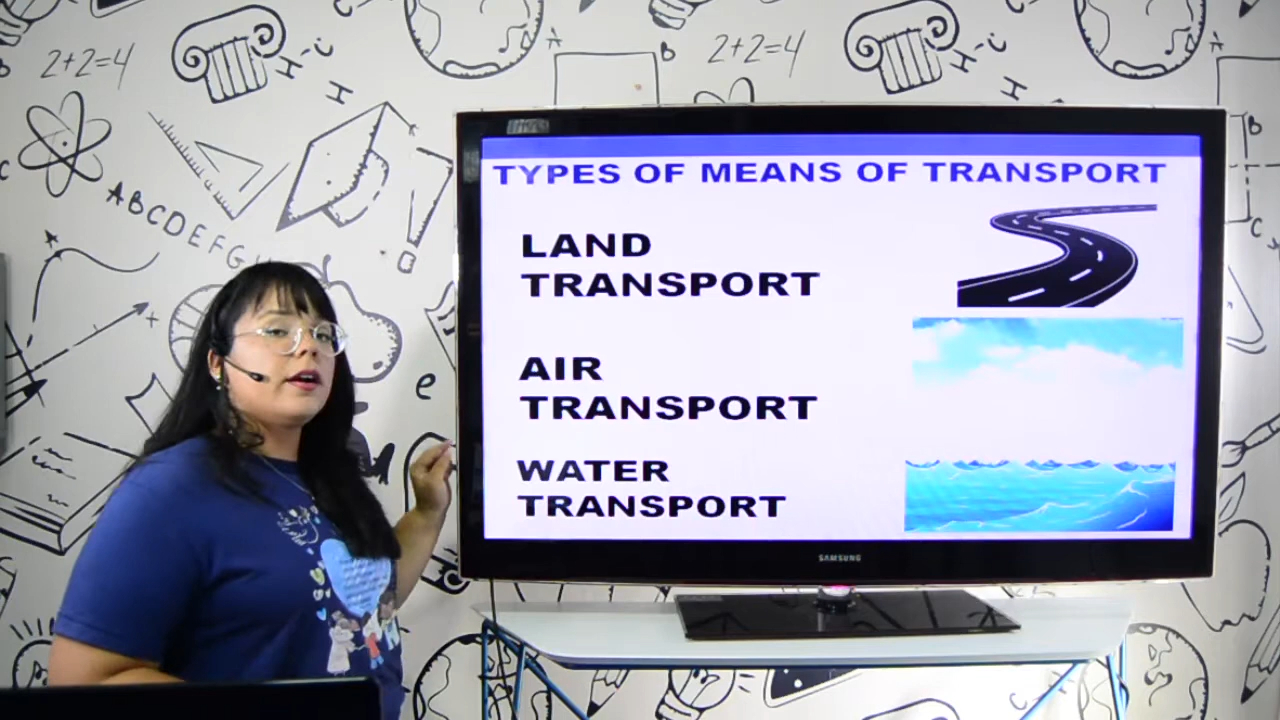 2+2=4
2+2=4
A
B
A
B
B
C
ABCDEFG
C
e
TYPES OF MEANS OF TRANSPORT
LAND
TRANSPORT
AIR
TRANSPORT
WATER
TRANSPORT
SAMSUNG